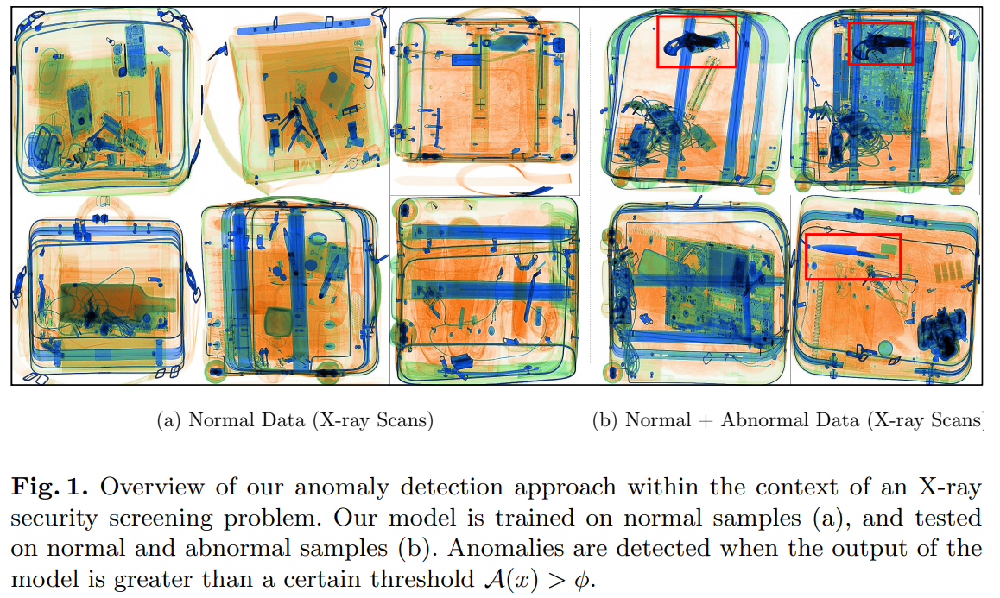 (a) Normal Data (X-ray Scans)
(b) Normal + Abnormal Data (X-ray Scans)
Fig. 1. Overview of our anomaly detection approach within the context of an X-ray
security screening problem. Our model is trained on normal samples (a), and tested
on normal and abnormal samples (b). Anomalies are detected when the output of the
model is greater than a certain threshold 𝒜(x) > ϕ.